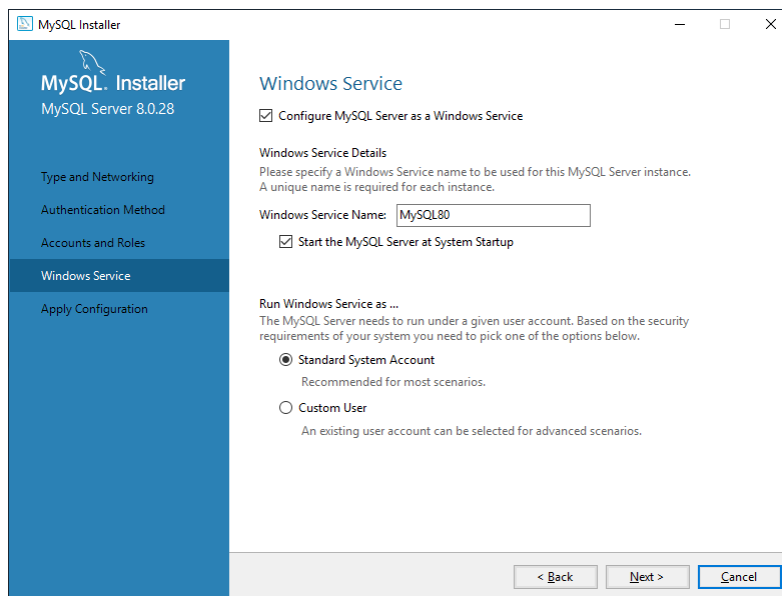 MySQL Installer
MySQL. Installer
MySQL Server 8.0.28
Type and Networking
Authentication Method
Accounts and Roles
Windows Service
Apply Configuration
Windows Service
Configure MySQL Server as a Windows Service
Windows Service Details
Please specify a Windows Service name to be used for this MySQL Server instance.
A unique name is required for each instance.
Windows Service Name: MySQL80
Start the MySQL Server at System Startup
Run Windows Service as ...
The MySQL Server needs to run under a given user account. Based on the security
requirements of your system you need to pick one of the options below.
Standard System Account
Recommended for most scenarios.
Custom User
An existing user account can be selected for advanced scenarios.
< Back Next > Cancel